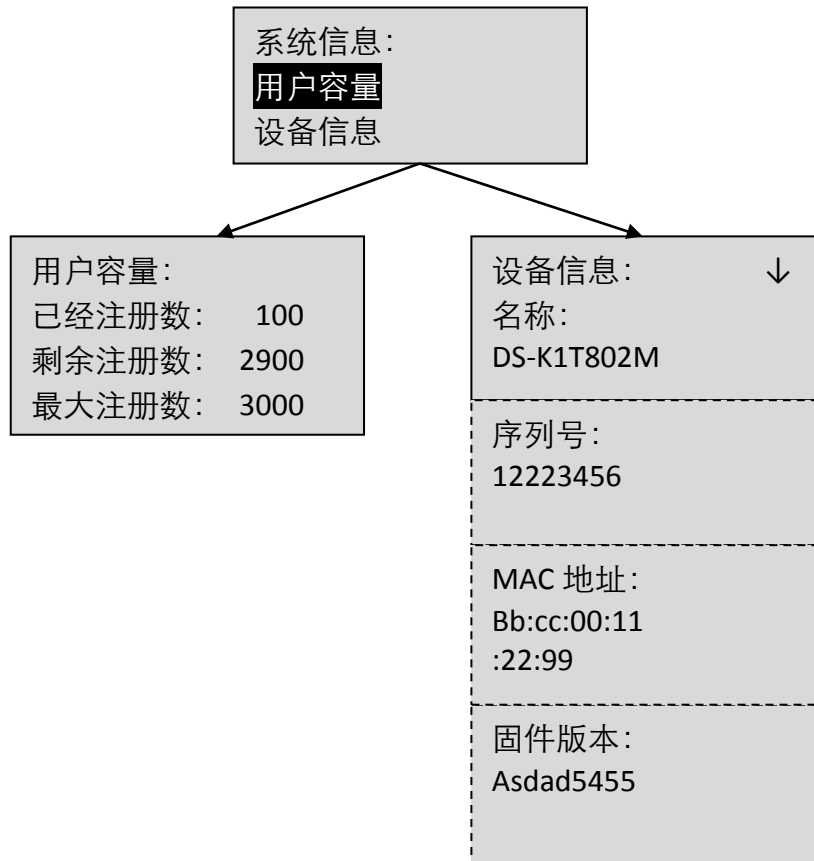 系统信息：
用户容量
设备信息
用户容量：
已经注册数： 100
剩余注册数： 2900
最大注册数： 3000
设备信息： ↓
名称：
DS-K1T802M
序列号：
12223456
MAC 地址：
Bb:cc:00:11
:22:99
固件版本：
Asdad5455